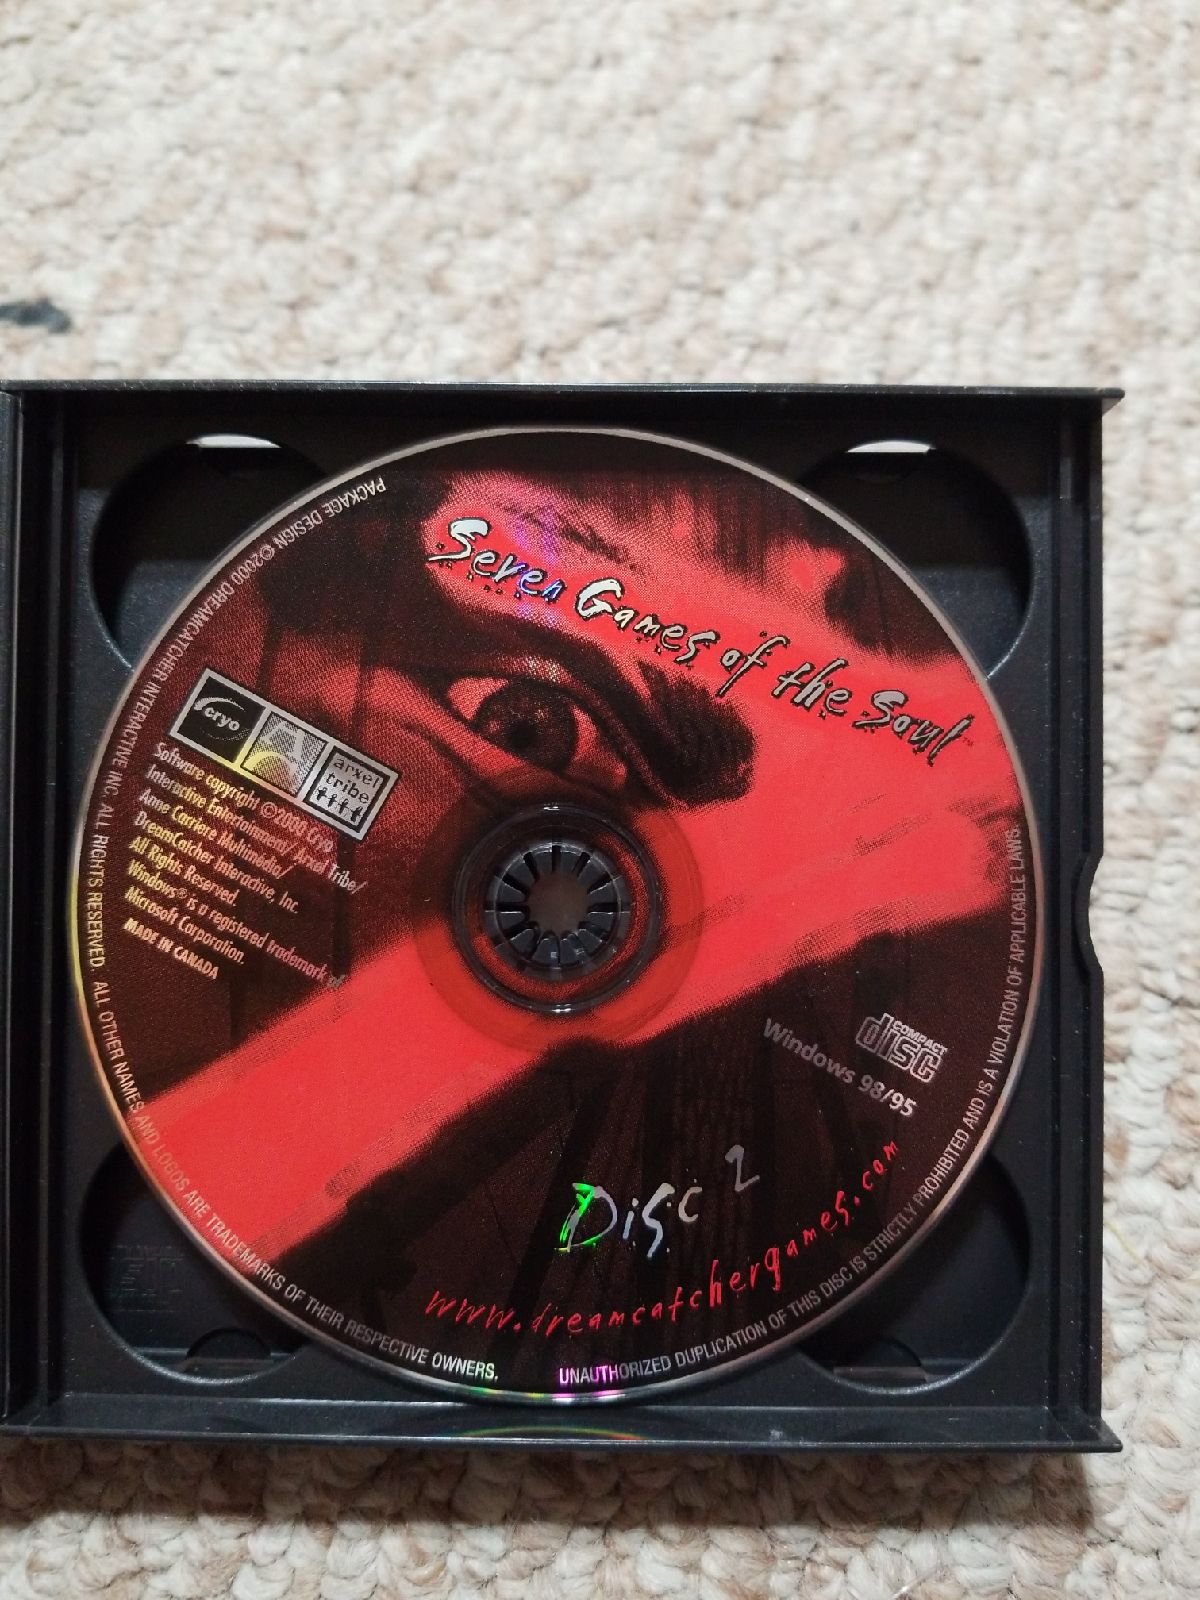 Seven Games of the Soul™
cryo
arxel
tribe
Software copyright ©2000 Cryo
Interactive Entertainment/ Arxel Tribe/
Anne Carriere Multimédia/
DreamCatcher Interactive, Inc.
All Rights Reserved.
Windows® is a registered trademark of
Microsoft Corporation.
MADE IN CANADA
COMPACT
disc
Windows 98/95
Disc 2
www.dreamcatchergames.com
PACKAGE DESIGN ©2000 DREAMCATCHER INTERACTIVE INC. ALL RIGHTS RESERVED. ALL OTHER NAMES AND LOGOS ARE TRADEMARKS OF THEIR RESPECTIVE OWNERS.
UNAUTHORIZED DUPLICATION OF THIS DISC IS STRICTLY PROHIBITED AND IS A VIOLATION OF APPLICABLE LAWS.